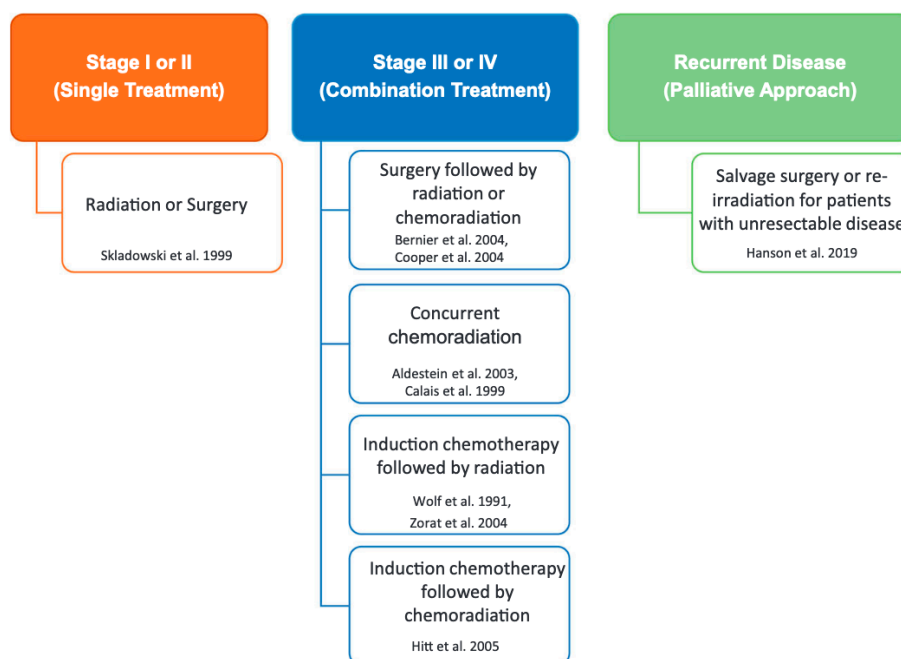 Stage I or II
(Single Treatment)
Radiation or Surgery
Skladowski et al. 1999
Stage III or IV
(Combination Treatment)
Surgery followed by
radiation or
chemoradiation
Bernier et al. 2004,
Cooper et al. 2004
Concurrent
chemoradiation
Aldestein et al. 2003,
Calais et al. 1999
Induction chemotherapy
followed by radiation
Wolf et al. 1991,
Zorat et al. 2004
Induction chemotherapy
followed by
chemoradiation
Hitt et al. 2005
Recurrent Disease
(Palliative Approach)
Salvage surgery or re-
irradiation for patients
with unresectable disease
Hanson et al. 2019